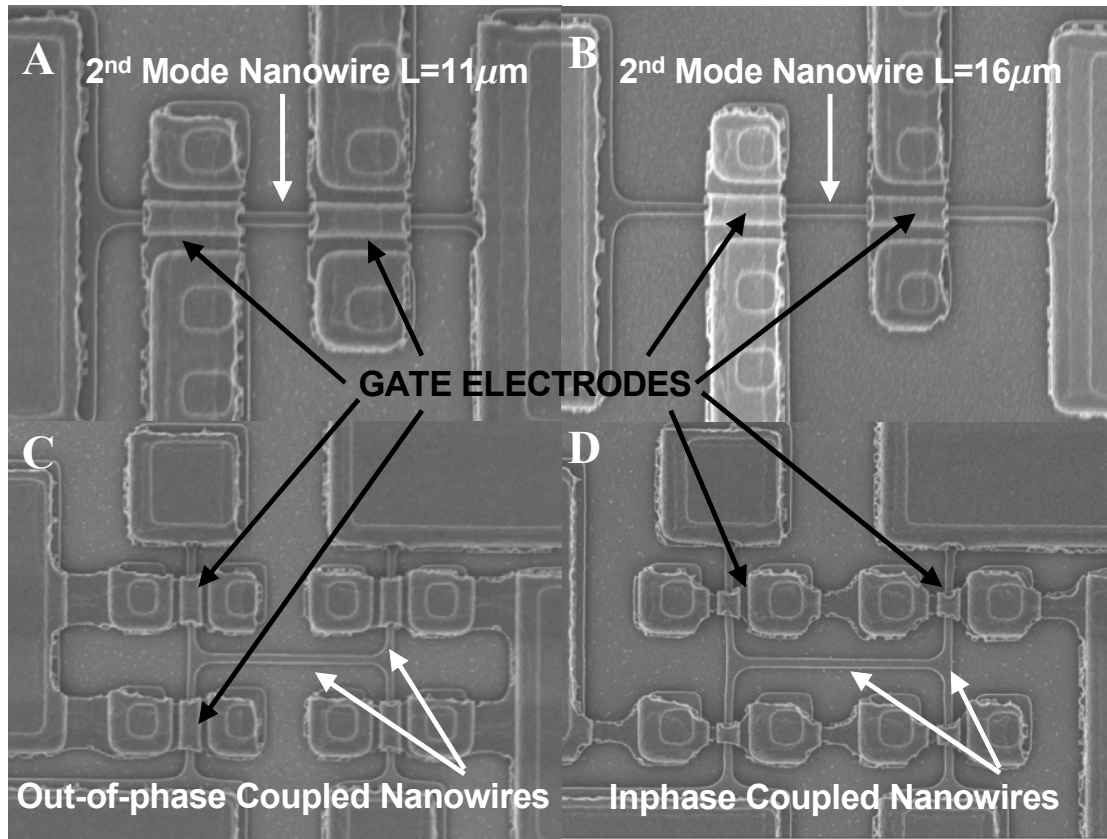 A
2nd Mode Nanowire L=11μm
B
2nd Mode Nanowire L=16μm
GATE ELECTRODES
C
D
Out-of-phase Coupled Nanowires
Inphase Coupled Nanowires